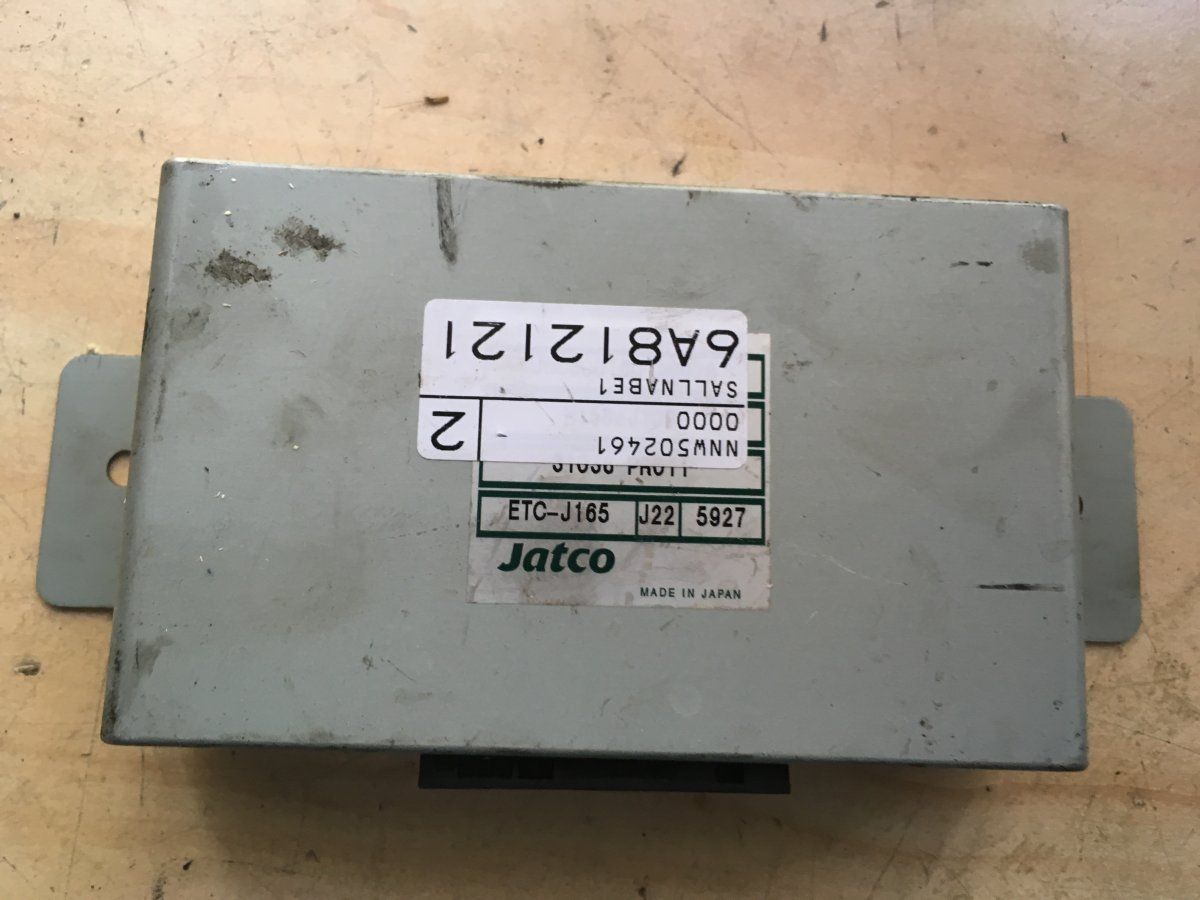 6A812121
SALLNABE1
0000
NNW502461
2
ETC-J165 J22 5927
Jatco
MADE IN JAPAN